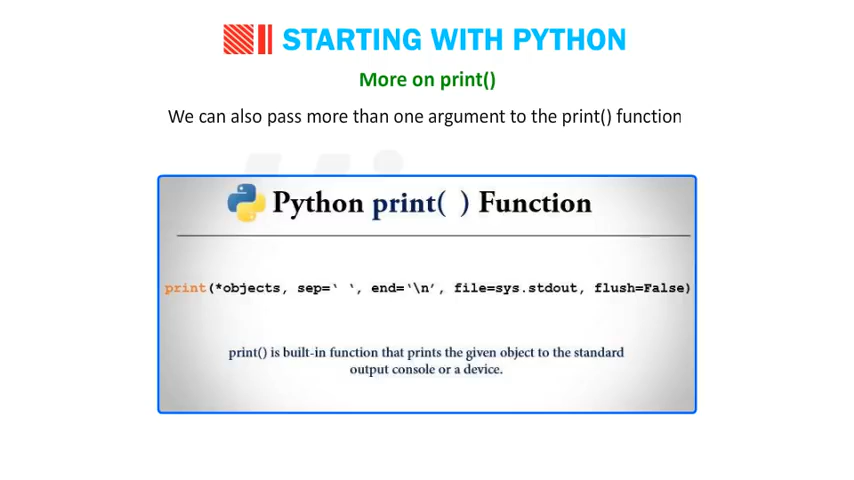 STARTING WITH PYTHON
More on print()
We can also pass more than one argument to the print() function
Python print( ) Function
print(*objects, sep=‘ ‘, end=‘\n’, file=sys.stdout, flush=False)
print() is built-in function that prints the given object to the standard
output console or a device.